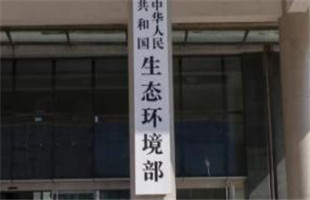 中华人民
共和国
生态环境部